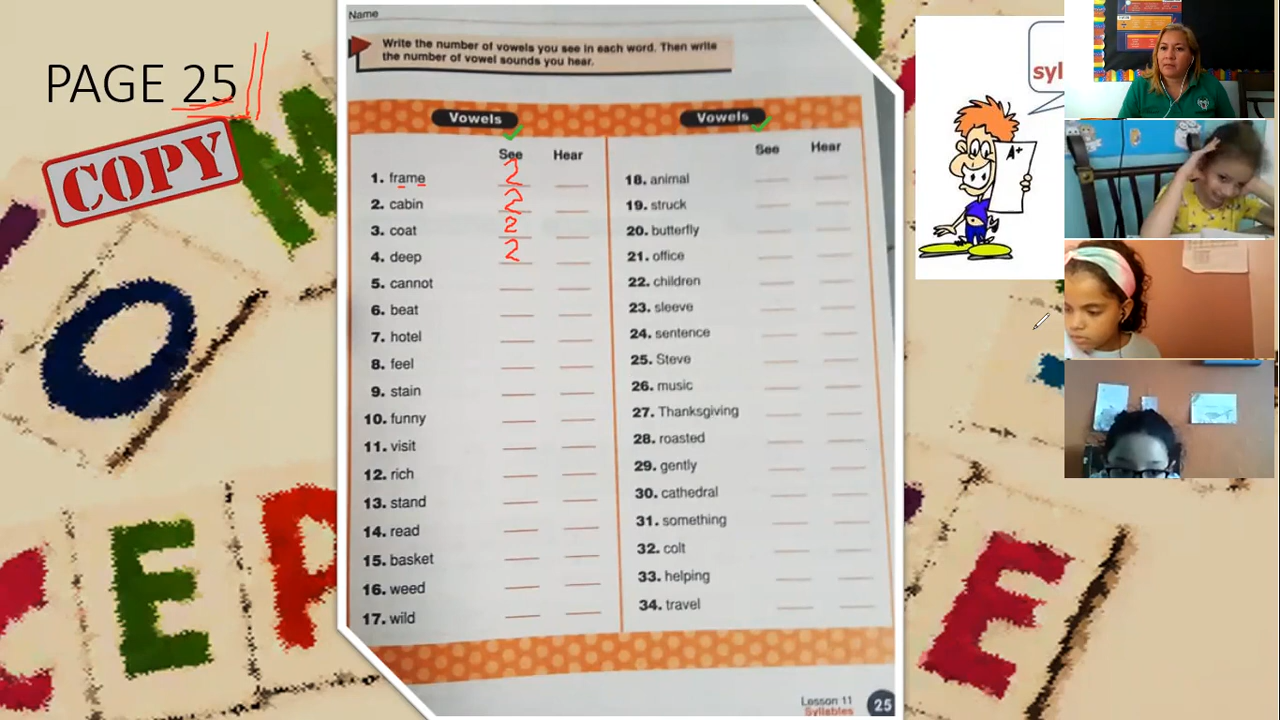 PAGE 25
COPY
Name
Write the number of vowels you see in each word. Then write
the number of vowel sounds you hear.
Vowels
See Hear
1. frame 2
2. cabin 2
3. coat 2
4. deep 2
5. cannot
6. beat
7. hotel
8. feel
9. stain
10. funny
11. visit
12. rich
13. stand
14. read
15. basket
16. weed
17. wild
Vowels
See Hear
18. animal
19. struck
20. butterfly
21. office
22. children
23. sleeve
24. sentence
25. Steve
26. music
27. Thanksgiving
28. roasted
29. gently
30. cathedral
31. something
32. colt
33. helping
34. travel
Lesson 11
Syllables
25
syl
A+
M
O
C
E
P
E